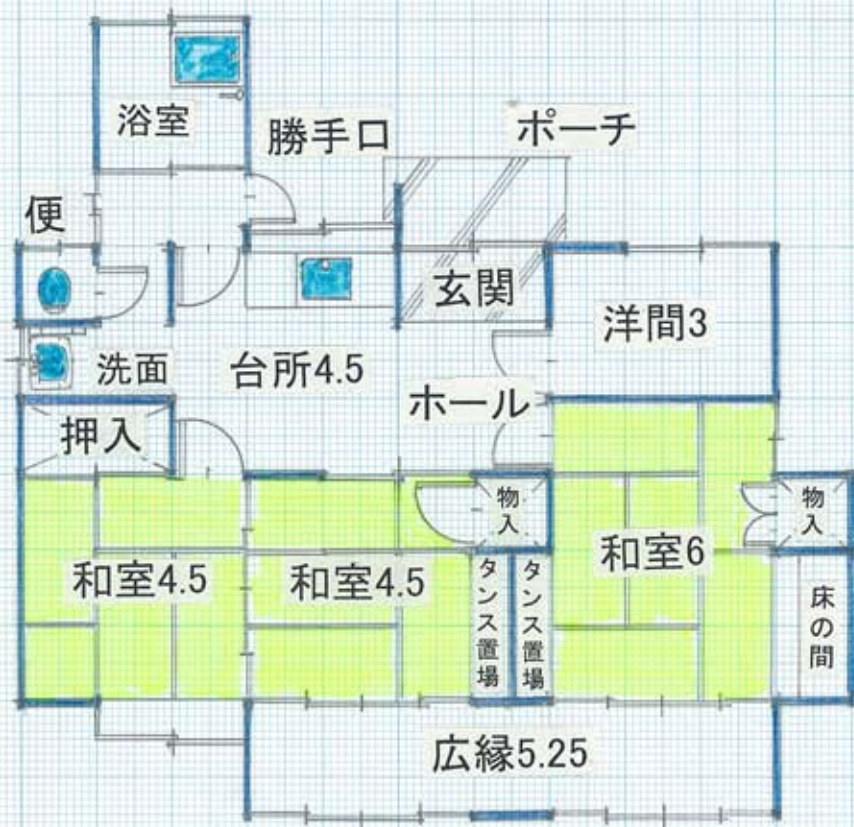 浴室
勝手口
ポーチ
便
玄関
洋間3
洗面
台所4.5
ホール
押入
物入
物入
和室4.5
和室4.5
タンス置場
タンス置場
和室6
床の間
広縁5.25